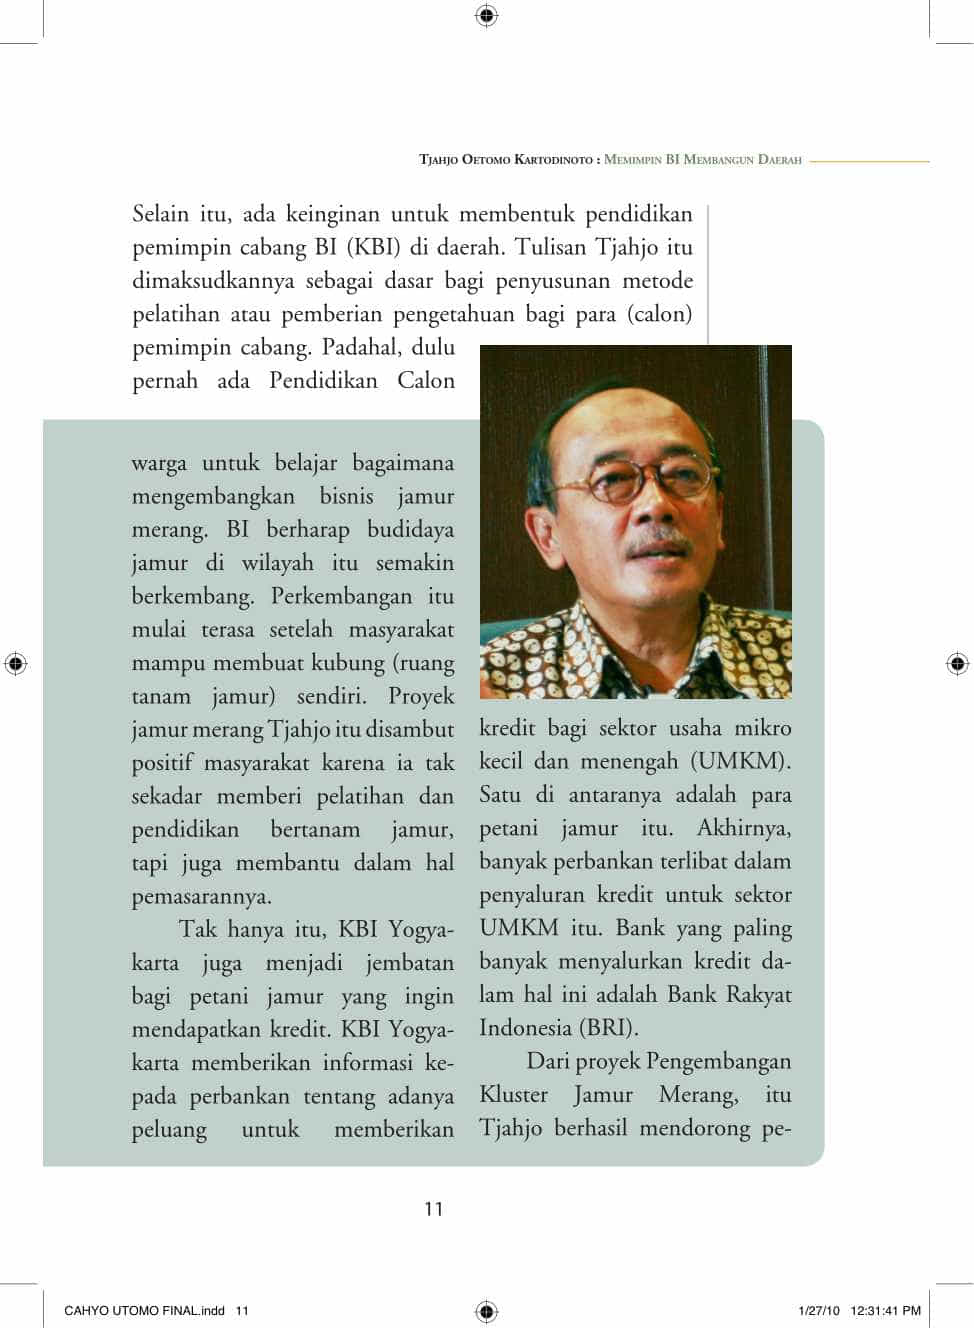 Tjahjo Oetomo Kartodinoto : Memimpin BI Membangun Daerah
Selain itu, ada keinginan untuk membentuk pendidikan
pemimpin cabang BI (KBI) di daerah. Tulisan Tjahjo itu
dimaksudkannya sebagai dasar bagi penyusunan metode
pelatihan atau pemberian pengetahuan bagi para (calon)
pemimpin cabang. Padahal, dulu
pernah ada Pendidikan Calon
warga untuk belajar bagaimana
mengembangkan bisnis jamur
merang. BI berharap budidaya
jamur di wilayah itu semakin
berkembang. Perkembangan itu
mulai terasa setelah masyarakat
mampu membuat kubung (ruang
tanam jamur) sendiri. Proyek
jamur merang Tjahjo itu disambut
positif masyarakat karena ia tak
sekadar memberi pelatihan dan
pendidikan bertanam jamur,
tapi juga membantu dalam hal
pemasarannya.
Tak hanya itu, KBI Yogya-
karta juga menjadi jembatan
bagi petani jamur yang ingin
mendapatkan kredit. KBI Yogya-
karta memberikan informasi ke-
pada perbankan tentang adanya
peluang untuk memberikan
kredit bagi sektor usaha mikro
kecil dan menengah (UMKM).
Satu di antaranya adalah para
petani jamur itu. Akhirnya,
banyak perbankan terlibat dalam
penyaluran kredit untuk sektor
UMKM itu. Bank yang paling
banyak menyalurkan kredit da-
lam hal ini adalah Bank Rakyat
Indonesia (BRI).
Dari proyek Pengembangan
Kluster Jamur Merang, itu
Tjahjo berhasil mendorong pe-
11
CAHYO UTOMO FINAL.indd 11
1/27/10 12:31:41 PM